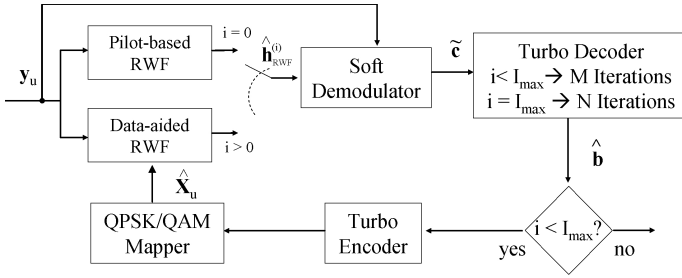 Pilot-based
RWF
i = 0
ĥ^(i)_RWF
y_u
Soft
Demodulator
c̃
Turbo Decoder
i< I_max → M Iterations
i = I_max → N Iterations
Data-aided
RWF
i > 0
X̂_u
b̂
QPSK/QAM
Mapper
Turbo
Encoder
i < I_max?
yes
no